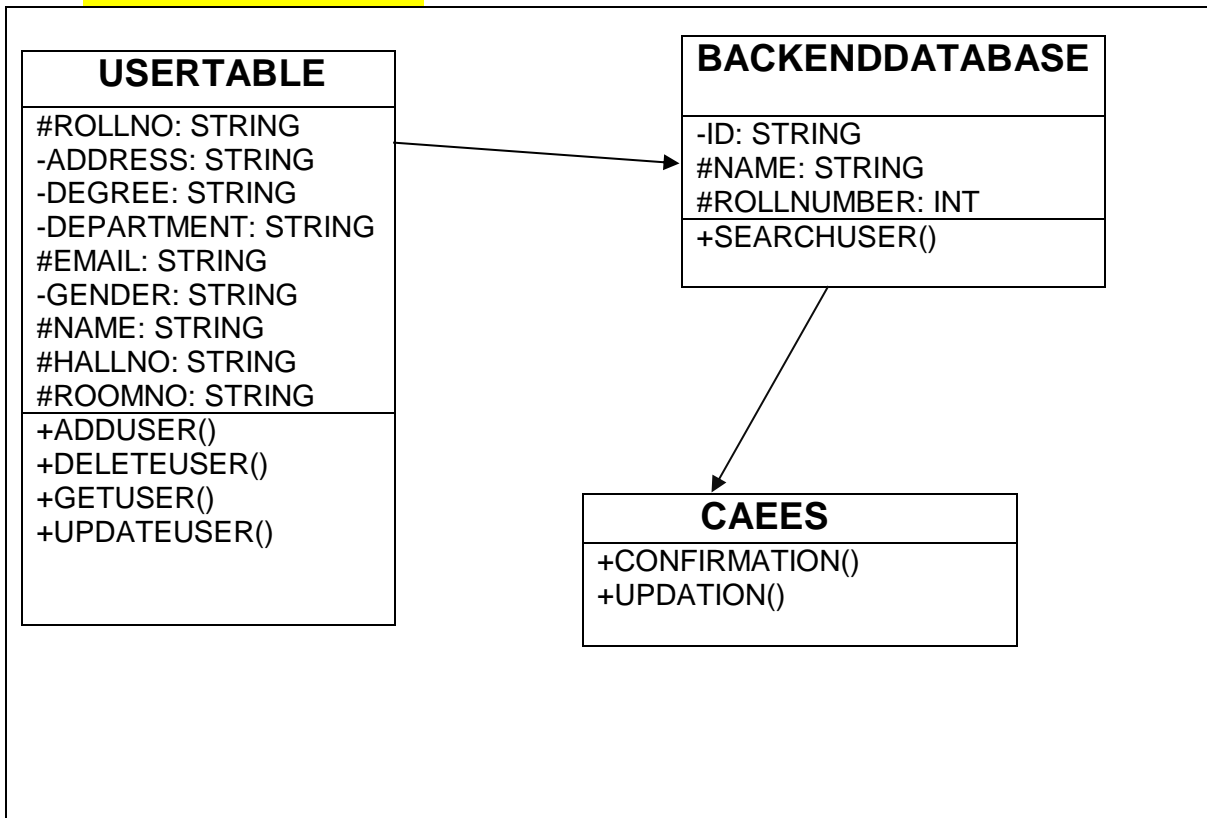 USERTABLE
#ROLLNO: STRING
-ADDRESS: STRING
-DEGREE: STRING
-DEPARTMENT: STRING
#EMAIL: STRING
-GENDER: STRING
#NAME: STRING
#HALLNO: STRING
#ROOMNO: STRING
+ADDUSER()
+DELETEUSER()
+GETUSER()
+UPDATEUSER()
BACKENDDATABASE
-ID: STRING
#NAME: STRING
#ROLLNUMBER: INT
+SEARCHUSER()
CAEES
+CONFIRMATION()
+UPDATION()